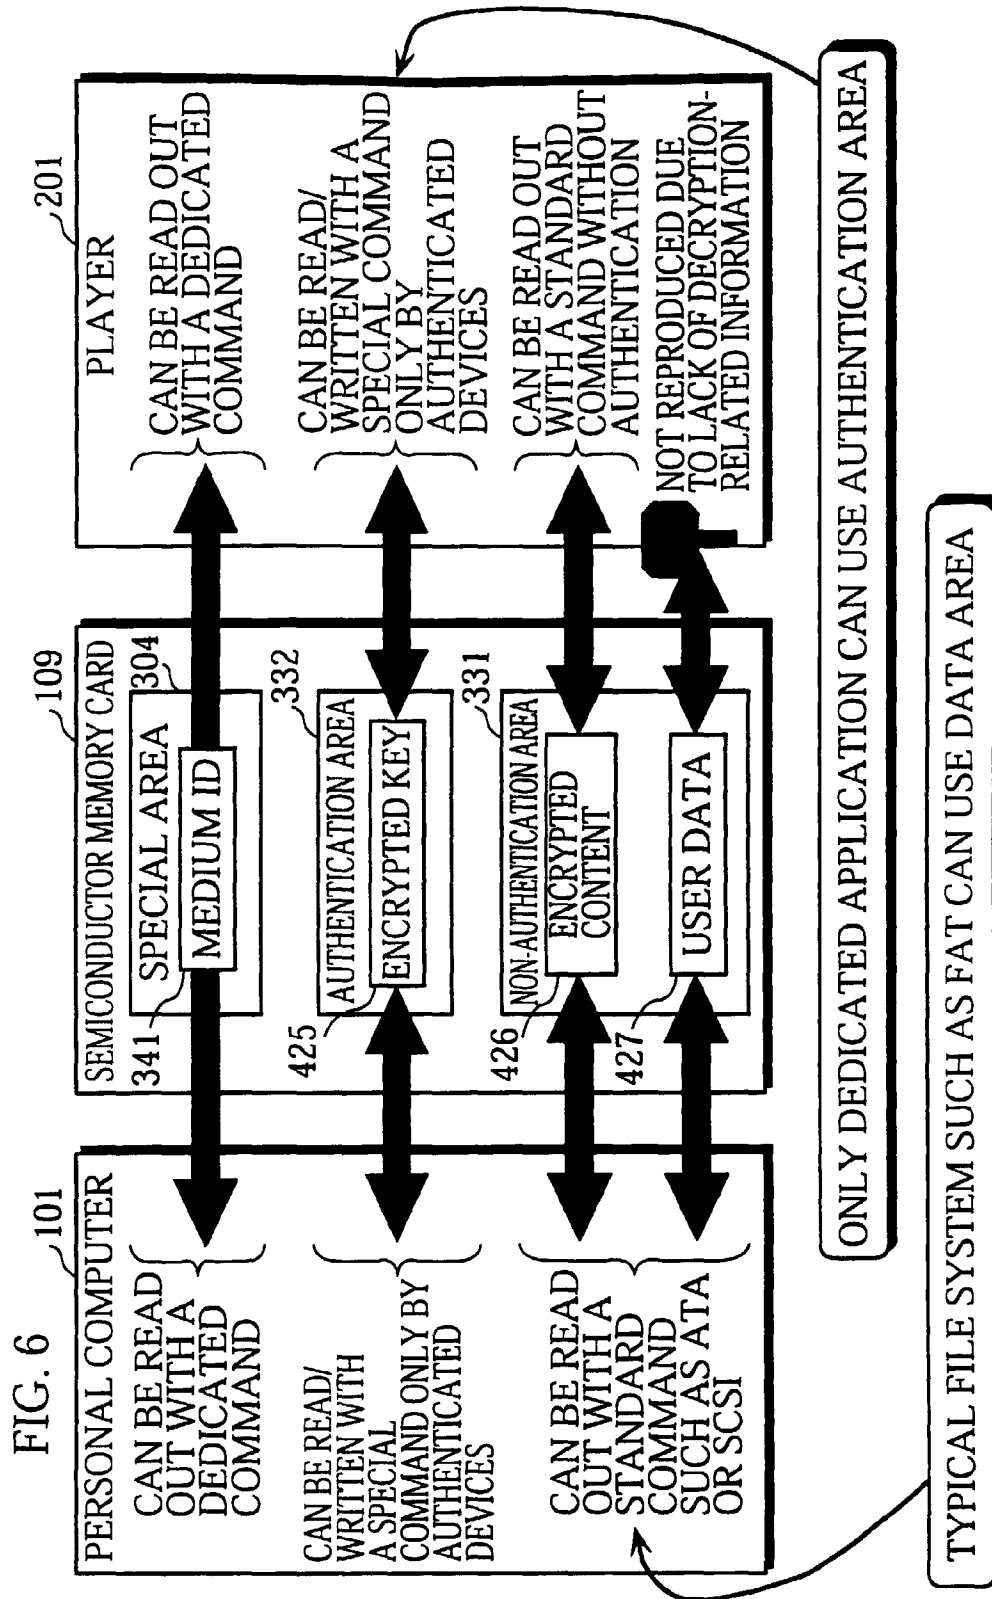 FIG. 6
PERSONAL COMPUTER
101
CAN BE READ
OUT WITH A
DEDICATED
COMMAND
CAN BE READ/
WRITTEN WITH
A SPECIAL
COMMAND ONLY BY
AUTHENTICATED
DEVICES
CAN BE READ
OUT WITH A
STANDARD
COMMAND
SUCH AS ATA
OR SCSI
109
SEMICONDUCTOR MEMORY CARD
304
SPECIAL AREA
341
MEDIUM ID
332
AUTHENTICATION AREA
425
ENCRYPTED KEY
331
NON-AUTHENTICATION AREA
426
ENCRYPTED
CONTENT
427
USER DATA
201
PLAYER
CAN BE READ OUT
WITH A DEDICATED
COMMAND
CAN BE READ/
WRITTEN WITH A
SPECIAL COMMAND
ONLY BY
AUTHENTICATED
DEVICES
CAN BE READ OUT
WITH A STANDARD
COMMAND WITHOUT
AUTHENTICATION
NOT REPRODUCED DUE
TO LACK OF DECRYPTION-
RELATED INFORMATION
ONLY DEDICATED APPLICATION CAN USE AUTHENTICATION AREA
TYPICAL FILE SYSTEM SUCH AS FAT CAN USE DATA AREA